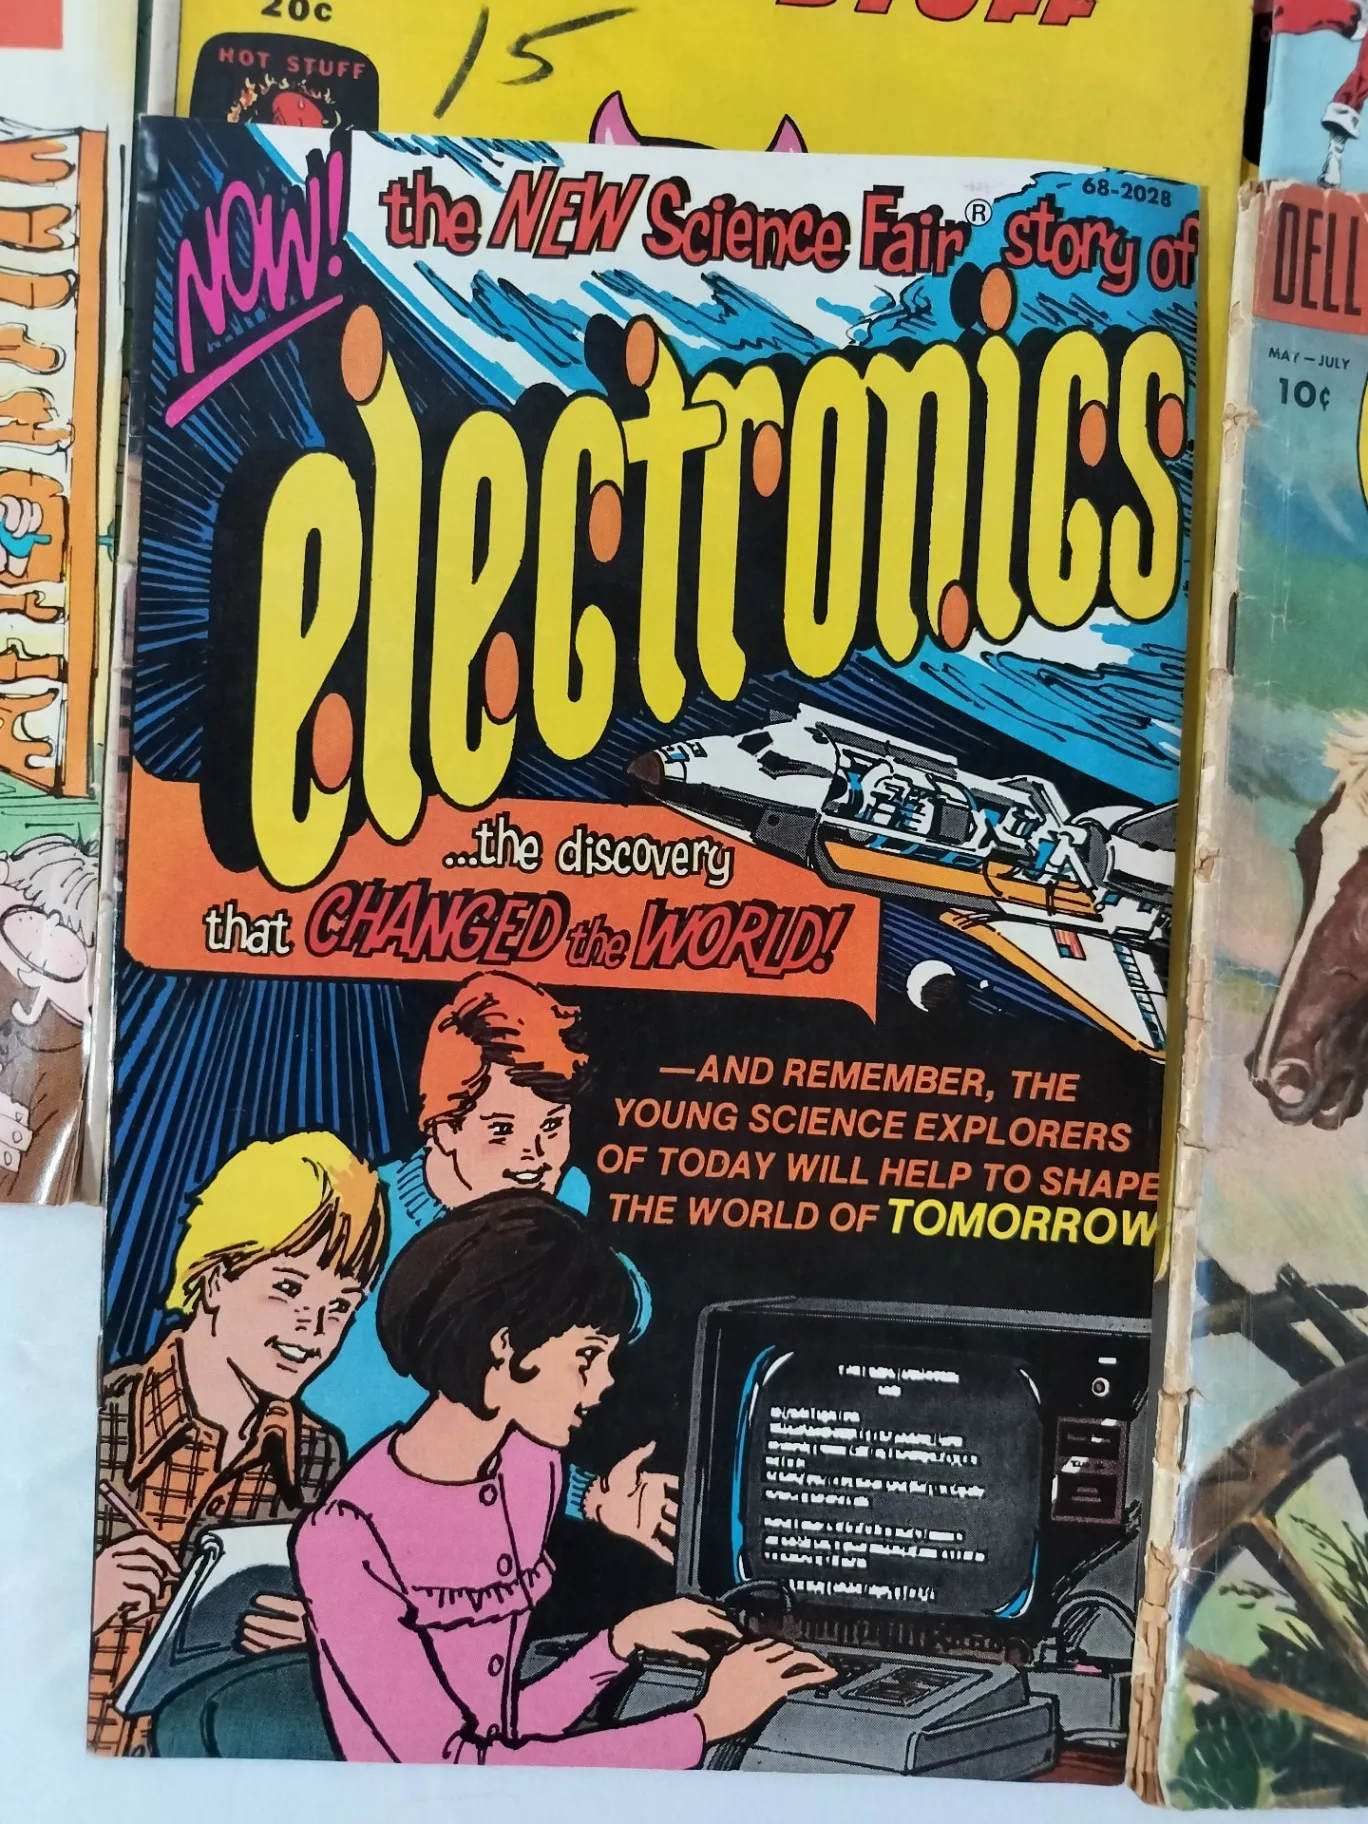 20¢
STUFF
HOT STUFF
15
68-2028
NOW!
the NEW Science Fair® story of
electronics
...the discovery
that CHANGED the WORLD!
—AND REMEMBER, THE
YOUNG SCIENCE EXPLORERS
OF TODAY WILL HELP TO SHAPE
THE WORLD OF TOMORROW
DELL
MAY—JULY
10¢